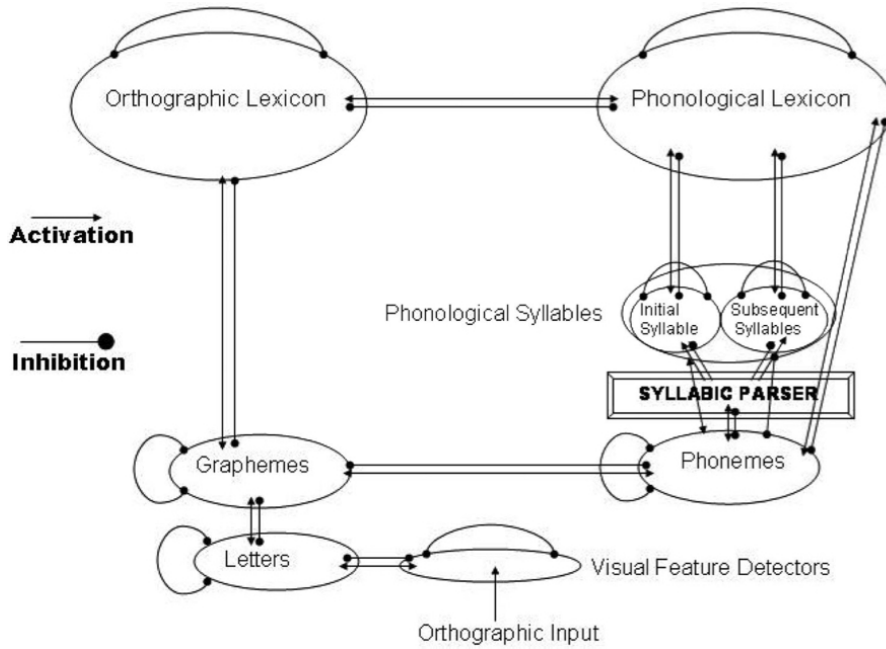 Orthographic Lexicon
Phonological Lexicon
Activation
Phonological Syllables
Initial
Syllable
Subsequent
Syllables
Inhibition
SYLLABIC PARSER
Graphemes
Phonemes
Letters
Visual Feature Detectors
Orthographic Input